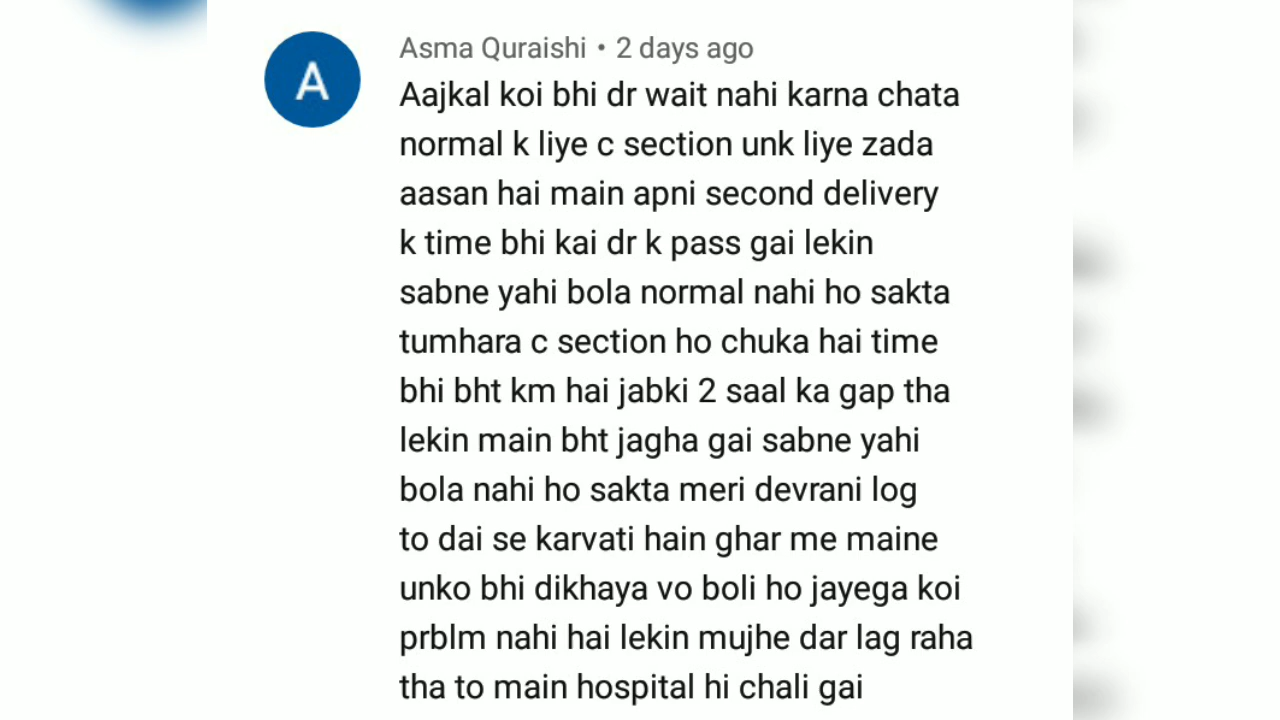 A
Asma Quraishi • 2 days ago
Aajkal koi bhi dr wait nahi karna chata
normal k liye c section unk liye zada
aasan hai main apni second delivery
k time bhi kai dr k pass gai lekin
sabne yahi bola normal nahi ho sakta
tumhara c section ho chuka hai time
bhi bht km hai jabki 2 saal ka gap tha
lekin main bht jagha gai sabne yahi
bola nahi ho sakta meri devrani log
to dai se karvati hain ghar me maine
unko bhi dikhaya vo boli ho jayega koi
prblm nahi hai lekin mujhe dar lag raha
tha to main hospital hi chali gai